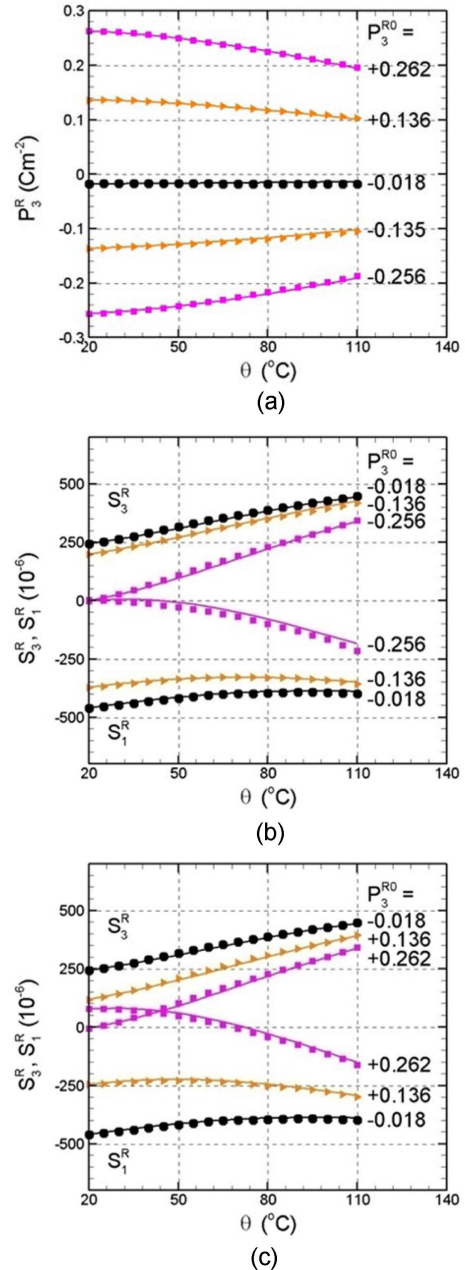 P₃ᴿ⁰ =
0.3
+0.262
0.2
0.1
+0.136
P₃ᴿ (Cm⁻²)
0
-0.018
-0.1
-0.135
-0.2
-0.256
-0.3
20 50 80 110 140
θ (°C)
(a)
P₃ᴿ⁰ =
500
S₃ᴿ
-0.018
-0.136
-0.256
250
S₃ᴿ, S₁ᴿ (10⁻⁶)
0
-0.256
-250
-0.136
-0.018
-500
S₁ᴿ
20 50 80 110 140
θ (°C)
(b)
P₃ᴿ⁰ =
500
S₃ᴿ
-0.018
+0.136
+0.262
250
S₃ᴿ, S₁ᴿ (10⁻⁶)
0
+0.262
-250
+0.136
-0.018
-500
S₁ᴿ
20 50 80 110 140
θ (°C)
(c)